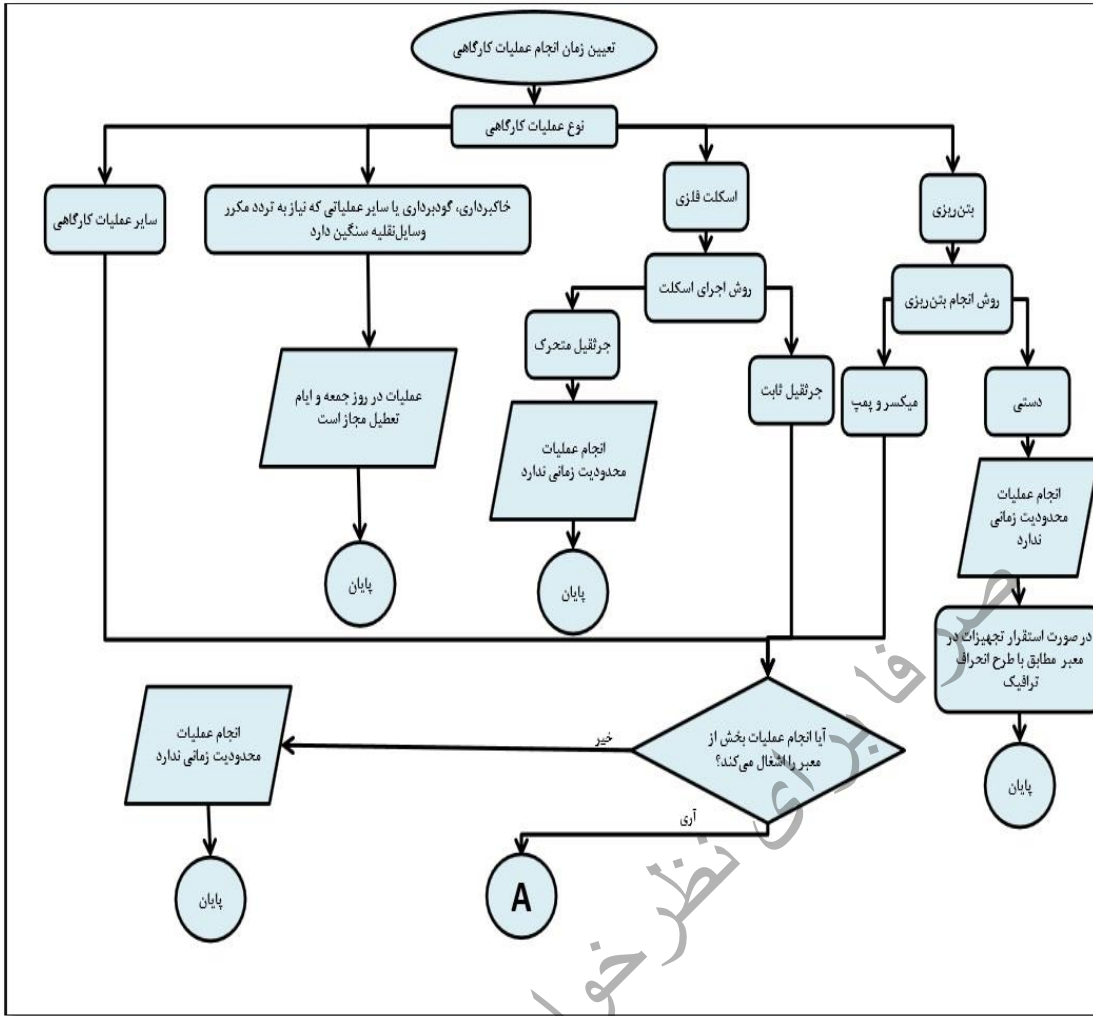 تعیین زمان انجام عملیات کارگاهی
نوع عملیات کارگاهی
بتن‌ریزی
اسکلت فلزی
خاکبرداری، گودبرداری یا سایر عملیاتی که نیاز به تردد مکرر
وسایل‌نقلیه سنگین دارد
سایر عملیات کارگاهی
روش انجام بتن‌ریزی
روش اجرای اسکلت
دستی
میکسر و پمپ
جرثقیل ثابت
جرثقیل متحرک
عملیات در روز جمعه و ایام
تعطیل مجاز است
انجام عملیات
محدودیت زمانی ندارد
انجام عملیات
محدودیت زمانی
ندارد
پایان
پایان
در صورت استقرار تجهیزات در
معبر مطابق با طرح انحراف
ترافیک
پایان
آیا انجام عملیات بخش از
معبر را اشغال می‌کند؟
خیر
آری
انجام عملیات
محدودیت زمانی ندارد
پایان
A
صرفا برای نظرخوا